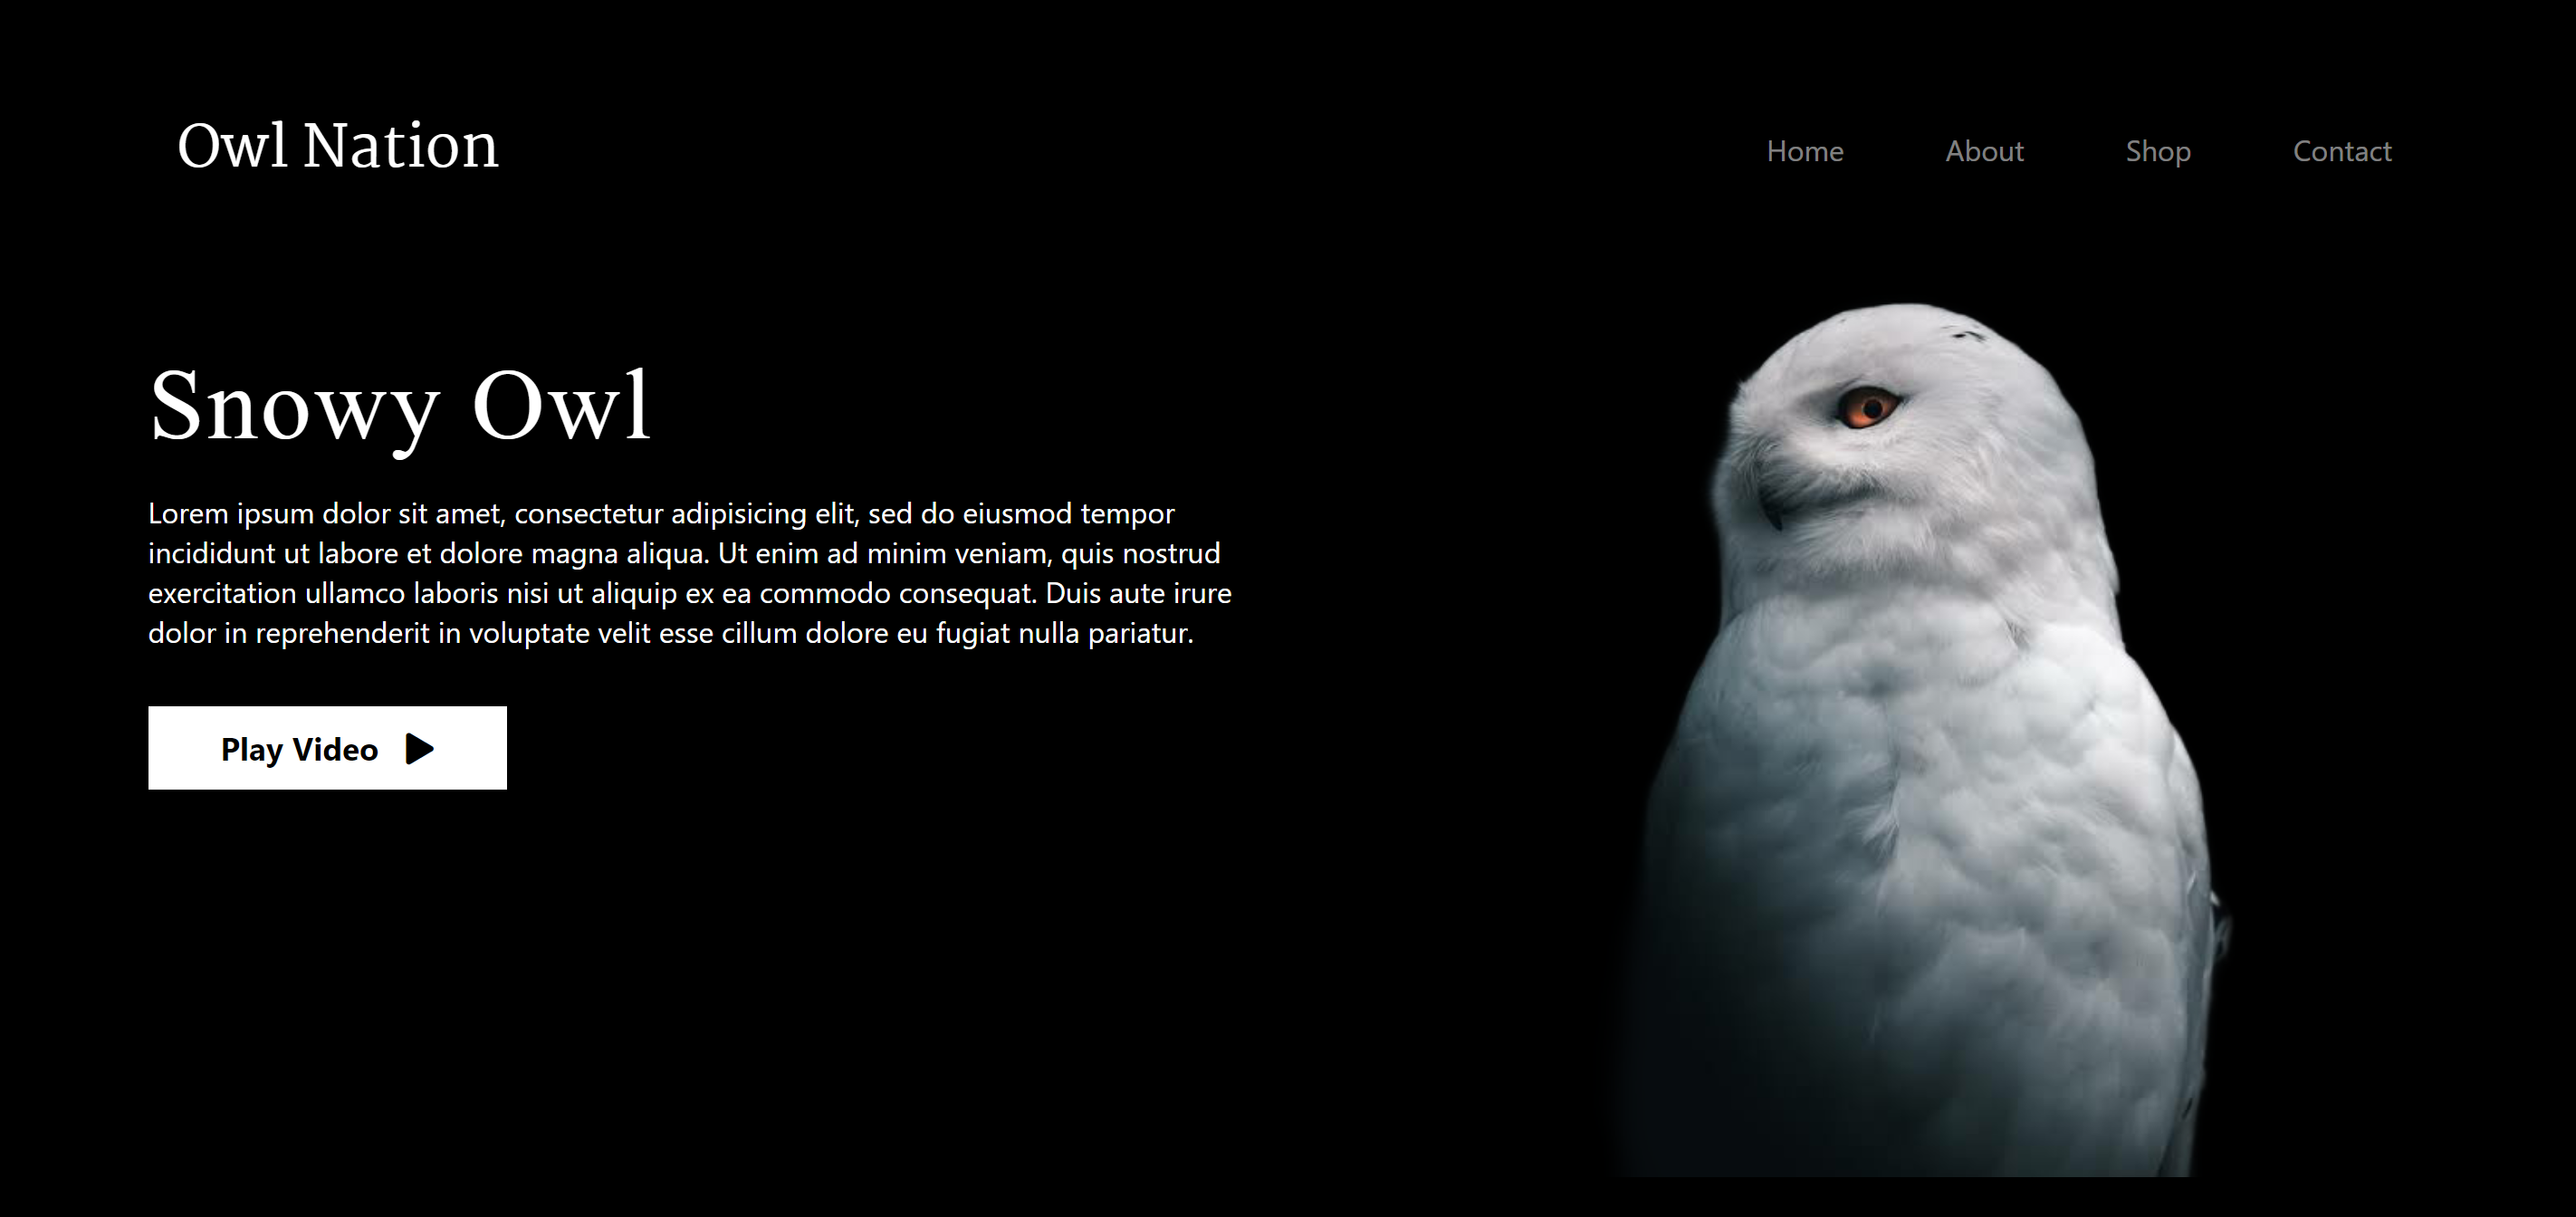 Owl Nation
Home About Shop Contact
Snowy Owl
Lorem ipsum dolor sit amet, consectetur adipisicing elit, sed do eiusmod tempor
incididunt ut labore et dolore magna aliqua. Ut enim ad minim veniam, quis nostrud
exercitation ullamco laboris nisi ut aliquip ex ea commodo consequat. Duis aute irure
dolor in reprehenderit in voluptate velit esse cillum dolore eu fugiat nulla pariatur.
Play Video